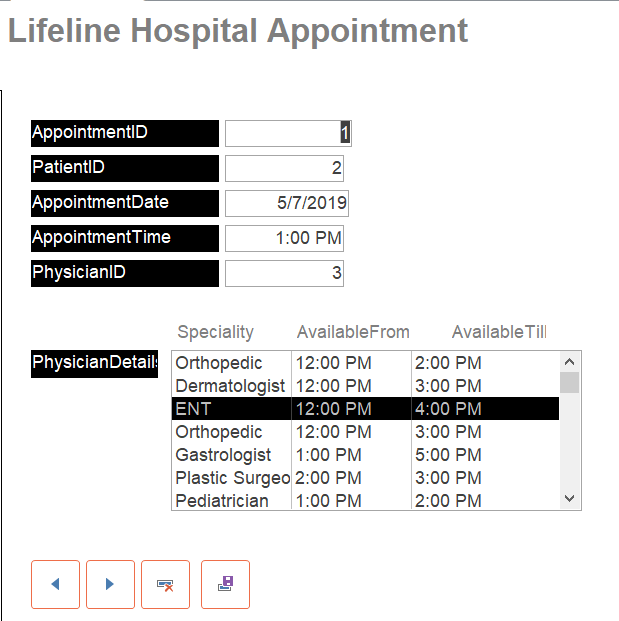 Lifeline Hospital Appointment
AppointmentID 1
PatientID 2
AppointmentDate 5/7/2019
AppointmentTime 1:00 PM
PhysicianID 3
Speciality AvailableFrom AvailableTill
PhysicianDetails
Orthopedic 12:00 PM 2:00 PM
Dermatologist 12:00 PM 3:00 PM
ENT 12:00 PM 4:00 PM
Orthopedic 12:00 PM 3:00 PM
Gastrologist 1:00 PM 5:00 PM
Plastic Surgeo 2:00 PM 3:00 PM
Pediatrician 1:00 PM 2:00 PM